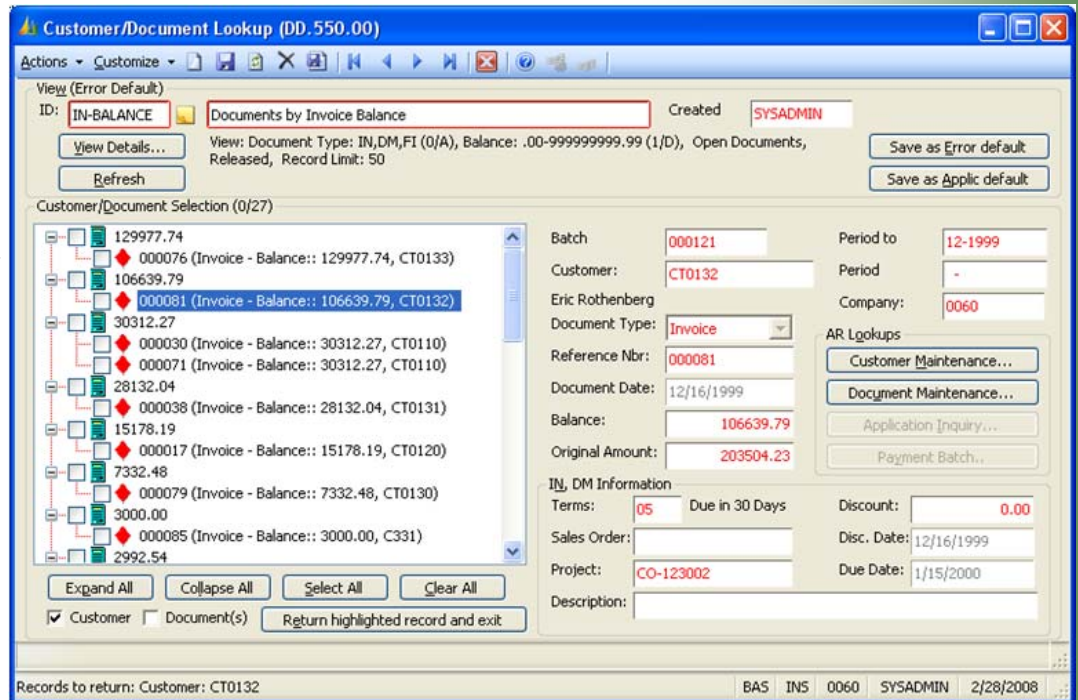 Customer/Document Lookup (DD.550.00)
Actions Customize
View (Error Default)
ID: IN-BALANCE Documents by Invoice Balance Created SYSADMIN
View Details... View: Document Type: IN,DM,FI (0/A), Balance: .00-999999999.99 (1/D), Open Documents, Save as Error default
Released, Record Limit: 50
Refresh Save as Applic default
Customer/Document Selection (0/27)
129977.74
000076 (Invoice - Balance:: 129977.74, CT0133)
106639.79
000081 (Invoice - Balance:: 106639.79, CT0132)
30312.27
000030 (Invoice - Balance:: 30312.27, CT0110)
000071 (Invoice - Balance:: 30312.27, CT0110)
28132.04
000038 (Invoice - Balance:: 28132.04, CT0131)
15178.19
000017 (Invoice - Balance:: 15178.19, CT0120)
7332.48
000079 (Invoice - Balance:: 7332.48, CT0130)
3000.00
000085 (Invoice - Balance:: 3000.00, C331)
2992.54
Expand All Collapse All Select All Clear All
Customer Document(s) Return highlighted record and exit
Batch 000121 Period to 12-1999
Customer: CT0132 Period -
Eric Rothenberg Company: 0060
Document Type: Invoice
AR Lookups
Reference Nbr: 000081 Customer Maintenance...
Document Date: 12/16/1999 Document Maintenance...
Balance: 106639.79 Application Inquiry...
Original Amount: 203504.23 Payment Batch..
IN, DM Information
Terms: 05 Due in 30 Days Discount: 0.00
Sales Order: Disc. Date: 12/16/1999
Project: CO-123002 Due Date: 1/15/2000
Description:
Records to return: Customer: CT0132 BAS INS 0060 SYSADMIN 2/28/2008